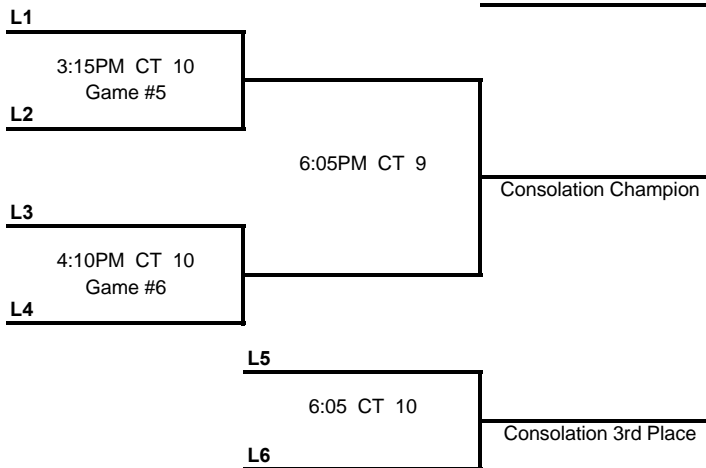 L1
3:15PM CT 10
Game #5
L2
6:05PM CT 9
Consolation Champion
L3
4:10PM CT 10
Game #6
L4
L5
6:05 CT 10
Consolation 3rd Place
L6